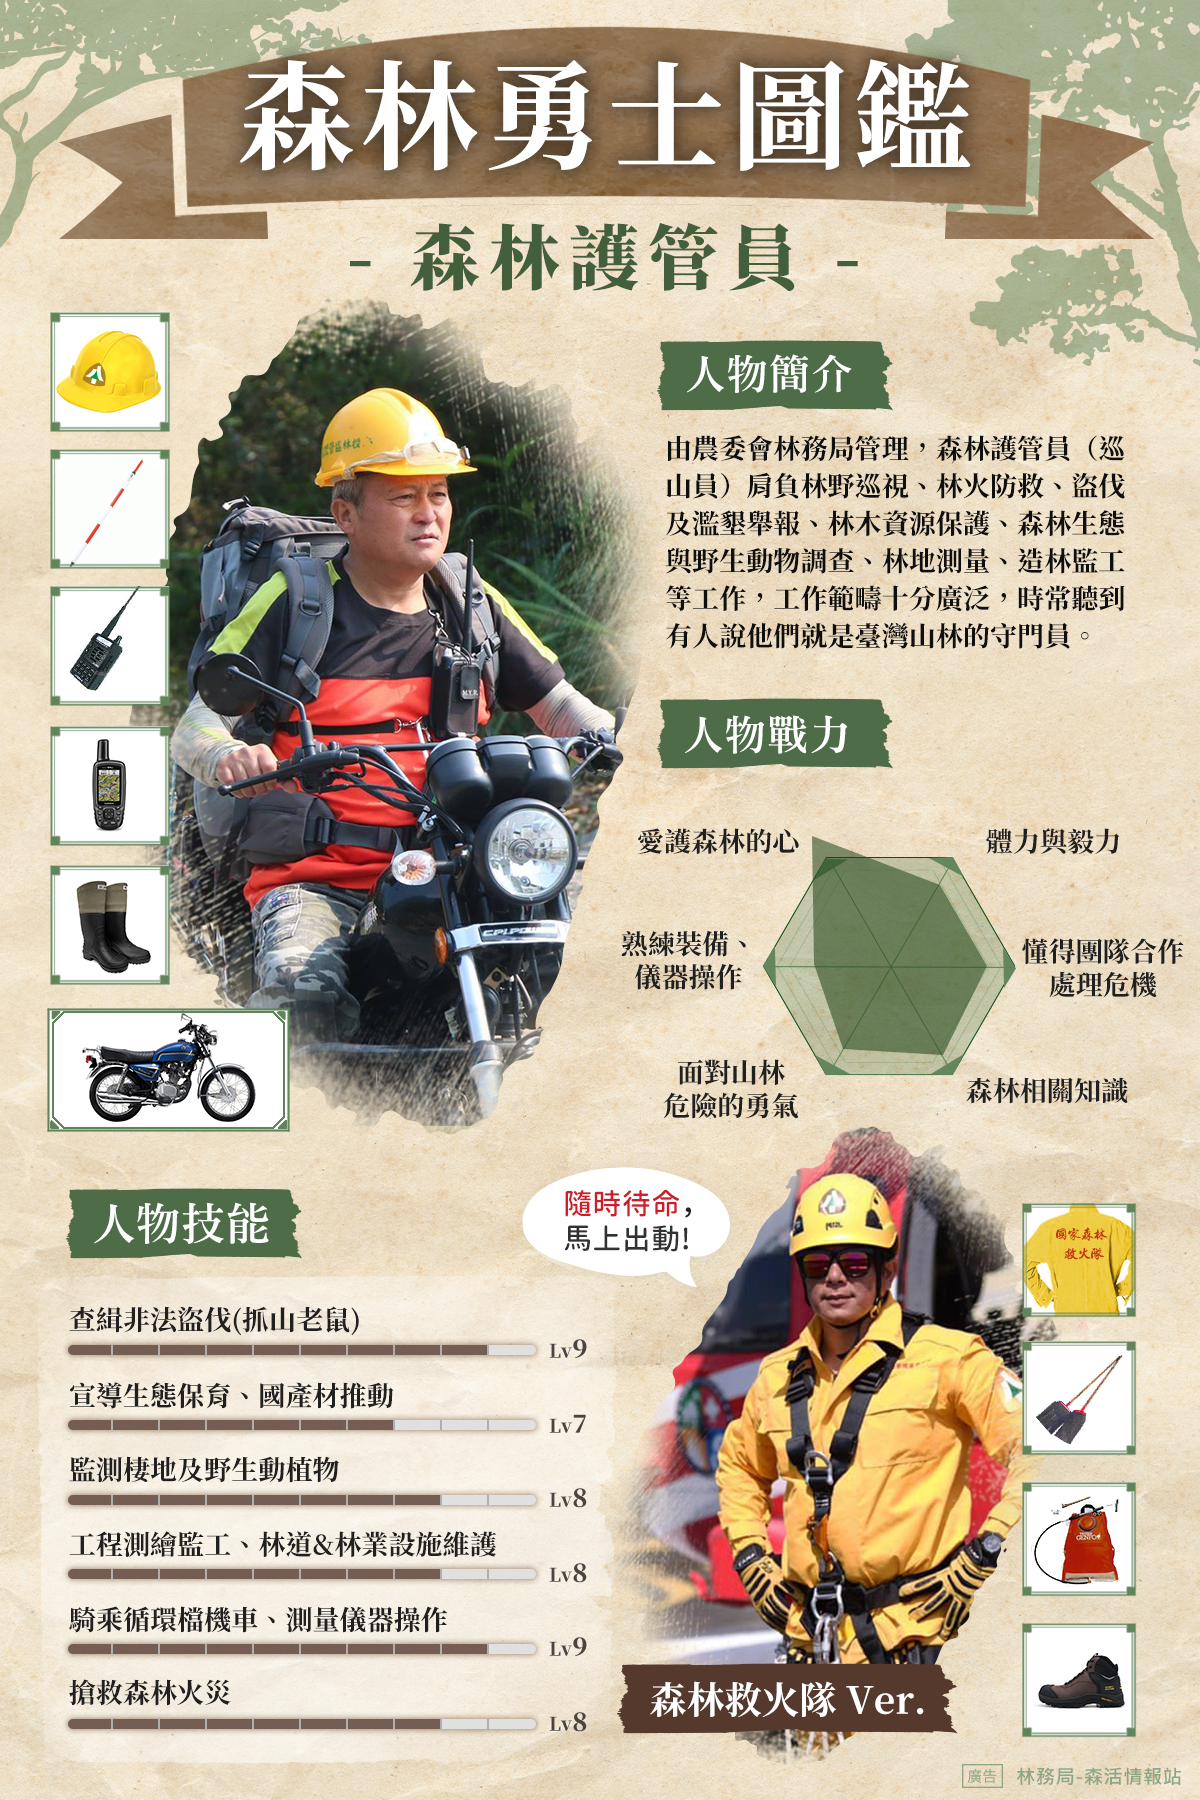 森林勇士圖鑑
- 森林護管員 -
人物簡介
由農委會林務局管理，森林護管員（巡
山員）肩負林野巡視、林火防救、盜伐
及濫墾舉報、林木資源保護、森林生態
與野生動物調查、林地測量、造林監工
等工作，工作範疇十分廣泛，時常聽到
有人說他們就是臺灣山林的守門員。
M.Y.R.
人物戰力
愛護森林的心
體力與毅力
熟練裝備、
儀器操作
懂得團隊合作
處理危機
面對山林
危險的勇氣
森林相關知識
人物技能
查緝非法盜伐(抓山老鼠)
Lv9
宣導生態保育、國產材推動
Lv7
監測棲地及野生動植物
Lv8
工程測繪監工、林道&林業設施維護
Lv8
騎乘循環檔機車、測量儀器操作
Lv9
搶救森林火災
Lv8
隨時待命,
馬上出動!
PETZL
國家森林
救火隊
森林救火隊 Ver.
廣告
林務局-森活情報站